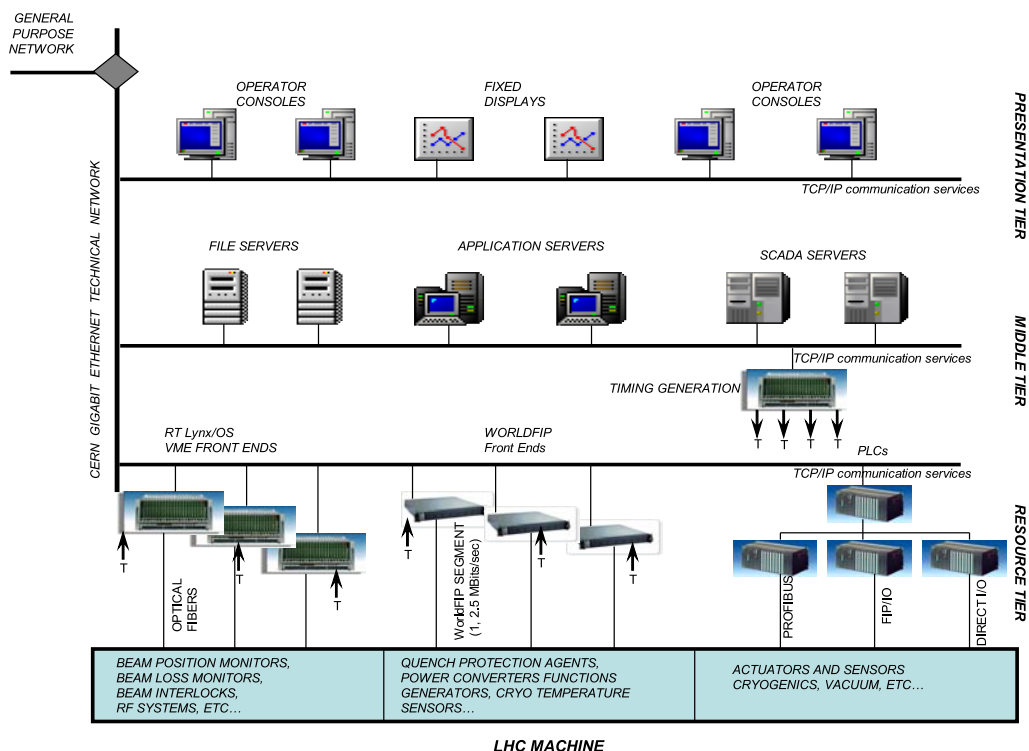 GENERAL
PURPOSE
NETWORK
CERN GIGABIT ETHERNET TECHNICAL NETWORK
OPERATOR
CONSOLES
FIXED
DISPLAYS
OPERATOR
CONSOLES
TCP/IP communication services
PRESENTATION TIER
FILE SERVERS
APPLICATION SERVERS
SCADA SERVERS
TCP/IP communication services
MIDDLE TIER
TIMING GENERATION
T
T
T
T
RT Lynx/OS
VME FRONT ENDS
WORLDFIP
Front Ends
PLCs
TCP/IP communication services
RESOURCE TIER
T
T
T
OPTICAL
FIBERS
T
T
T
WorldFIP SEGMENT
(1, 2.5 MBits/sec)
PROFIBUS
FIP/IO
DIRECT I/O
BEAM POSITION MONITORS,
BEAM LOSS MONITORS,
BEAM INTERLOCKS,
RF SYSTEMS, ETC…
QUENCH PROTECTION AGENTS,
POWER CONVERTERS FUNCTIONS
GENERATORS, CRYO TEMPERATURE
SENSORS…
ACTUATORS AND SENSORS
CRYOGENICS, VACUUM, ETC…
LHC MACHINE